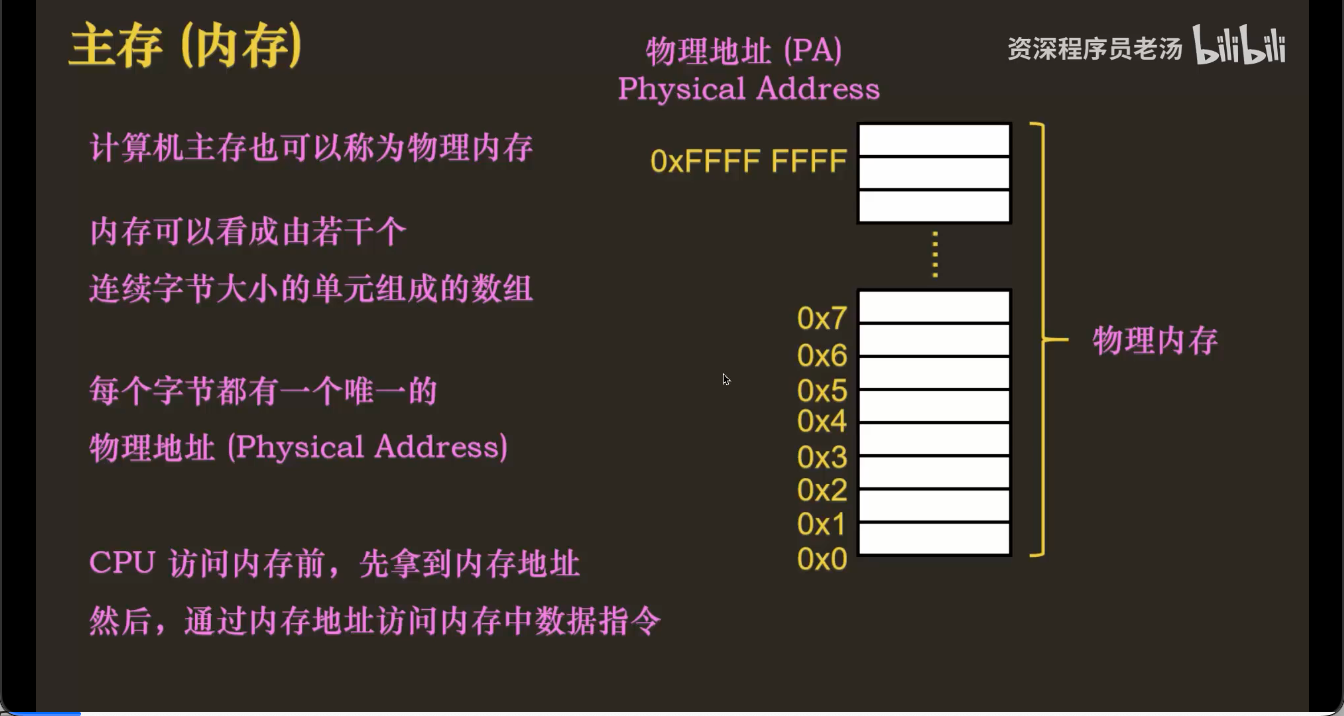 主存 (内存)
资深程序员老汤 bilibili
物理地址 (PA)
Physical Address
计算机主存也可以称为物理内存
内存可以看成由若干个
连续字节大小的单元组成的数组
每个字节都有一个唯一的
物理地址 (Physical Address)
CPU 访问内存前，先拿到内存地址
然后，通过内存地址访问内存中数据指令
0xFFFF FFFF
0x7
0x6
0x5
0x4
0x3
0x2
0x1
0x0
物理内存